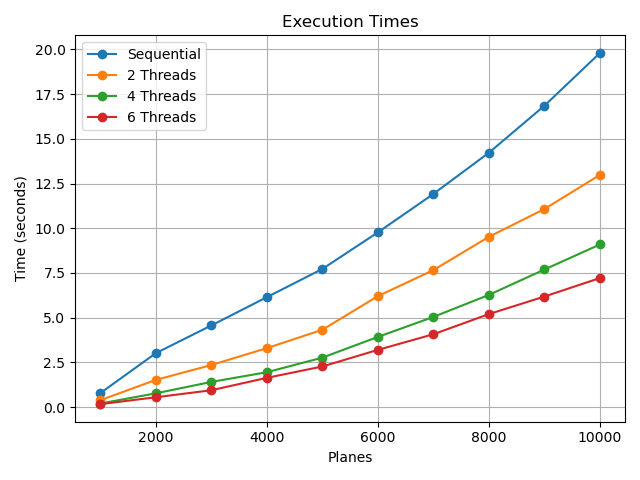 Execution Times
Sequential
2 Threads
4 Threads
6 Threads
Time (seconds)
20.0
17.5
15.0
12.5
10.0
7.5
5.0
2.5
0.0
2000 4000 6000 8000 10000
Planes